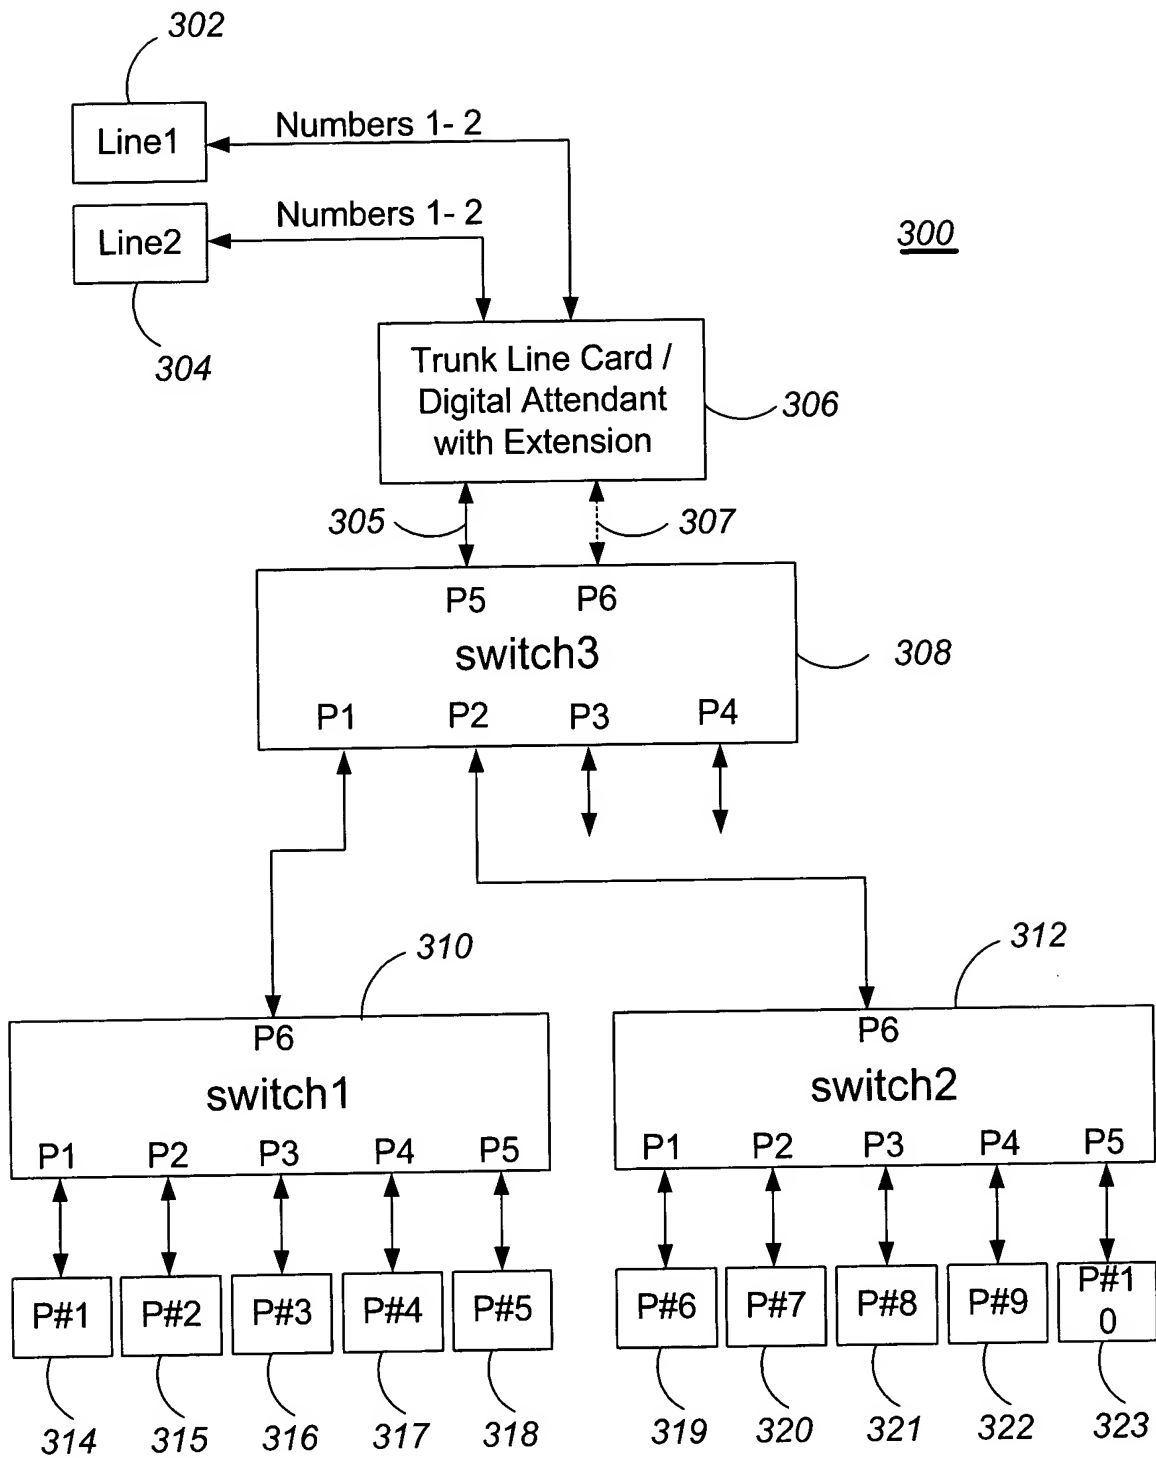 302
Line1
Numbers 1- 2
Line2
Numbers 1- 2
300
304
Trunk Line Card /
Digital Attendant
with Extension
306
305
307
P5 P6
switch3
308
P1 P2 P3 P4
310
312
P6
switch1
P1 P2 P3 P4 P5
P6
switch2
P1 P2 P3 P4 P5
P#1 P#2 P#3 P#4 P#5
P#6 P#7 P#8 P#9 P#1
0
314 315 316 317 318
319 320 321 322 323